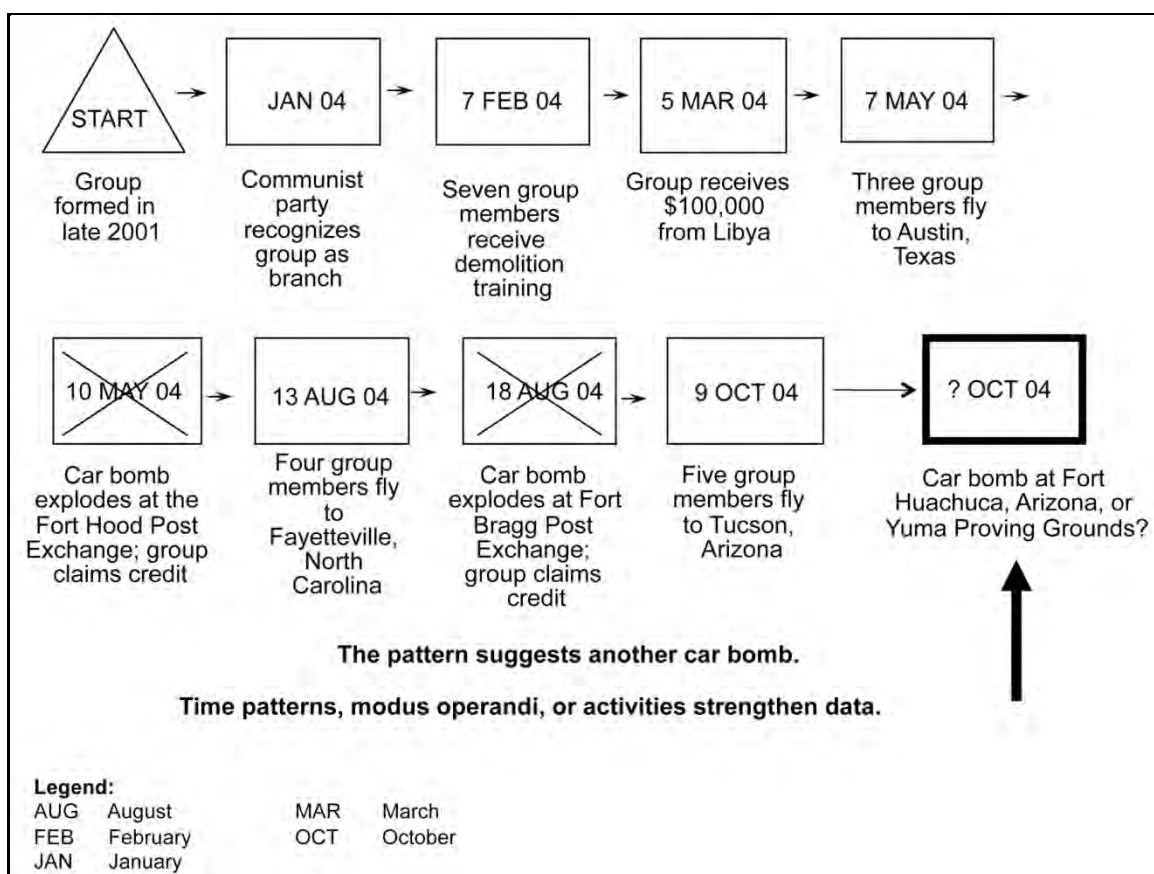 START
JAN 04
7 FEB 04
5 MAR 04
7 MAY 04
Group
formed in
late 2001
Communist
party
recognizes
group as
branch
Seven group
members
receive
demolition
training
Group receives
$100,000
from Libya
Three group
members fly
to Austin,
Texas
10 MAY 04
13 AUG 04
18 AUG 04
9 OCT 04
? OCT 04
Car bomb
explodes at the
Fort Hood Post
Exchange; group
claims credit
Four group
members fly
to
Fayetteville,
North
Carolina
Car bomb
explodes at Fort
Bragg Post
Exchange;
group claims
credit
Five group
members fly
to Tucson,
Arizona
Car bomb at Fort
Huachuca, Arizona, or
Yuma Proving Grounds?
The pattern suggests another car bomb.
Time patterns, modus operandi, or activities strengthen data.
Legend:
AUG August MAR March
FEB February OCT October
JAN January